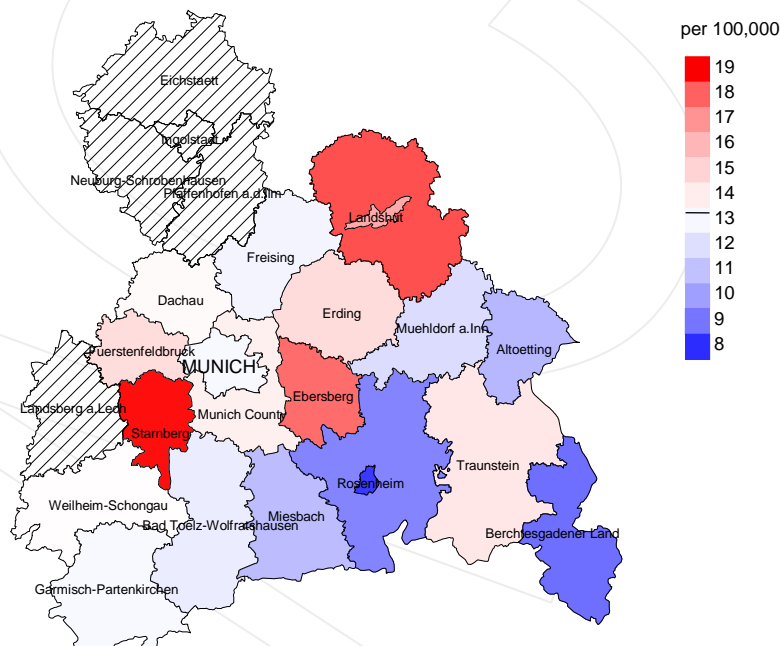 per 100,000
19
18
17
16
15
14
13
12
11
10
9
8
Eichstaett
Ingolstadt
Neuburg-Schrobenhausen
Pfaffenhofen a.d.Ilm
Landshut
Freising
Dachau
Erding
Muehldorf a.Inn
Altoetting
Fuerstenfeldbruck
MUNICH
Ebersberg
Landsberg a.Lech
Munich County
Starnberg
Traunstein
Rosenheim
Weilheim-Schongau
Miesbach
Bad Toelz-Wolfratshausen
Berchtesgadener Land
Garmisch-Partenkirchen